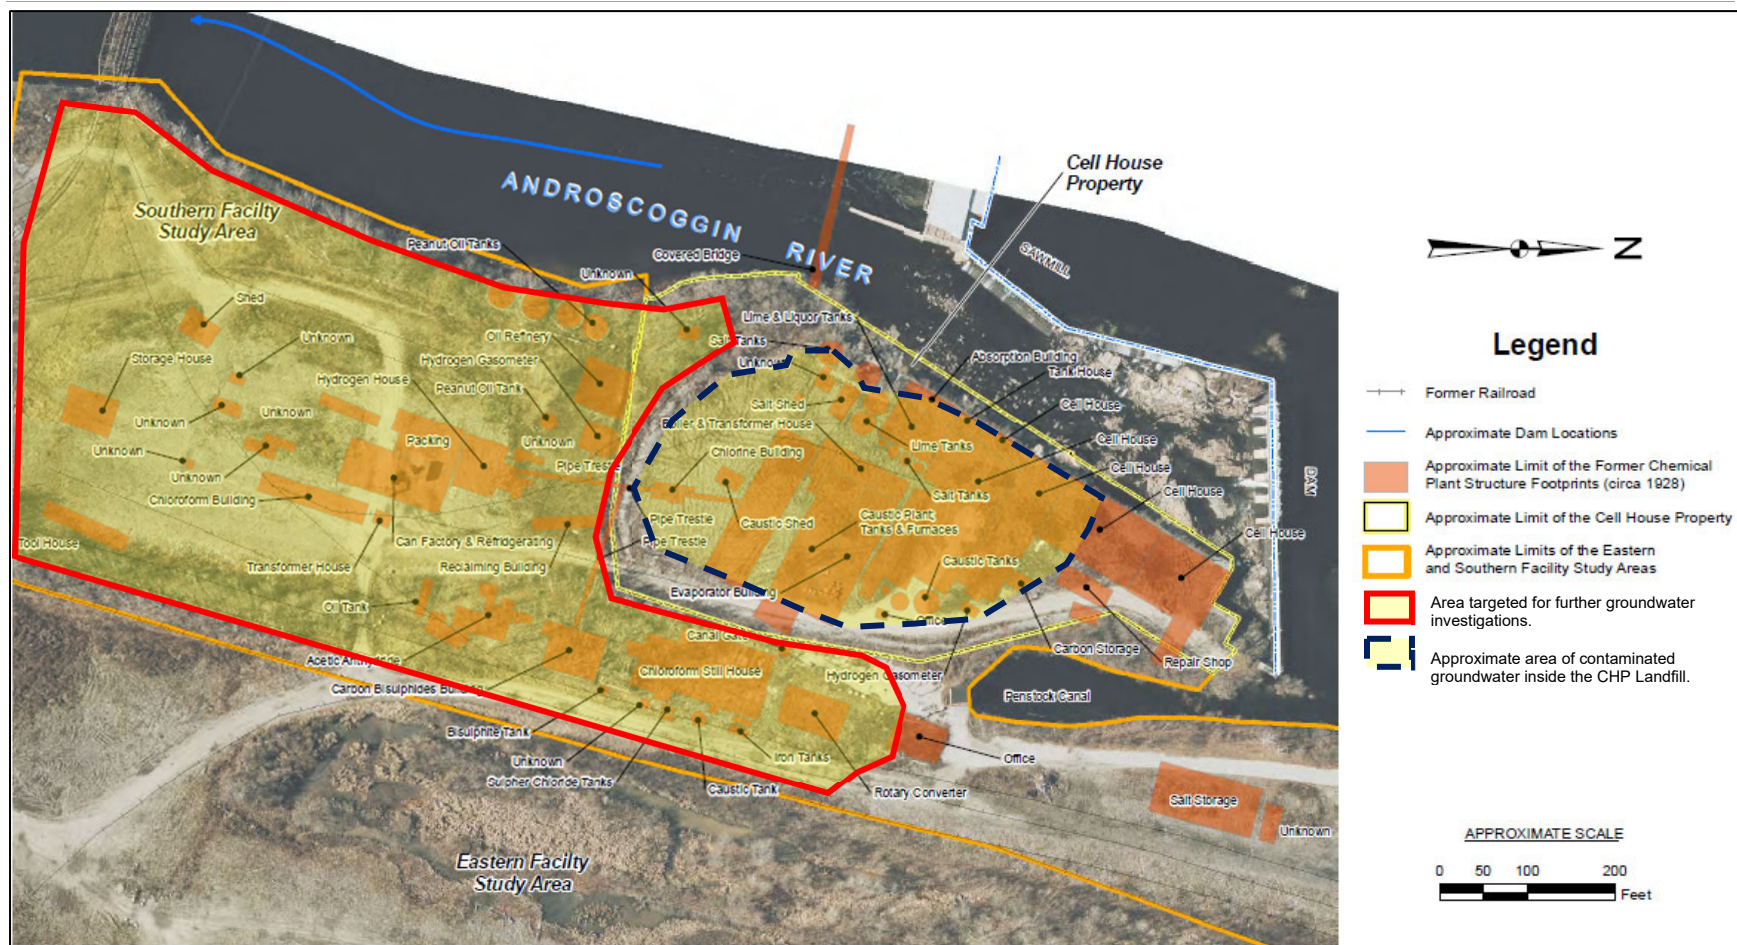 Cell House
Property
ANDROSCOGGIN
RIVER
SAWMILL
DAM
Southern Facilty
Study Area
Peanut Oil Tanks
Covered Bridge
Unknown
Shed
Lime & Liquor Tanks
Salt Tanks
Unknown
Oil Refinery
Unknown
Absorption Building
Tank House
Storage House
Hydrogen Gasometer
Hydrogen House
Peanut Oil Tank
Cell House
Salt Shed
Unknown
Unknown
Boiler & Transformer House
Lime Tanks
Cell House
Packing
Unknown
Chlorine Building
Cell House
Unknown
Pipe Trestle
Unknown
Salt Tanks
Cell House
Chloroform Building
Pipe Trestle
Caustic Shed
Caustic Plant,
Tanks & Furnaces
Cell House
Tool House
Can Factory & Refridgerating
Pipe Trestle
Transformer House
Reclaiming Building
Caustic Tanks
Evaporator Building
Oil Tank
Office
Canal Gate
Carbon Storage
Repair Shop
Acetic Anthydride
Chloroform Still House
Hydrogen Gasometer
Carbon Bisulphides Building
Penstock Canal
Bisulphite Tank
Iron Tanks
Office
Unknown
Sulpher Chloride Tanks
Caustic Tank
Rotary Converter
Salt Storage
Unknown
Eastern Facilty
Study Area
N
Legend
Former Railroad
Approximate Dam Locations
Approximate Limit of the Former Chemical
Plant Structure Footprints (circa 1928)
Approximate Limit of the Cell House Property
Approximate Limits of the Eastern
and Southern Facility Study Areas
Area targeted for further groundwater
investigations.
Approximate area of contaminated
groundwater inside the CHP Landfill.
APPROXIMATE SCALE
0 50 100 200
Feet